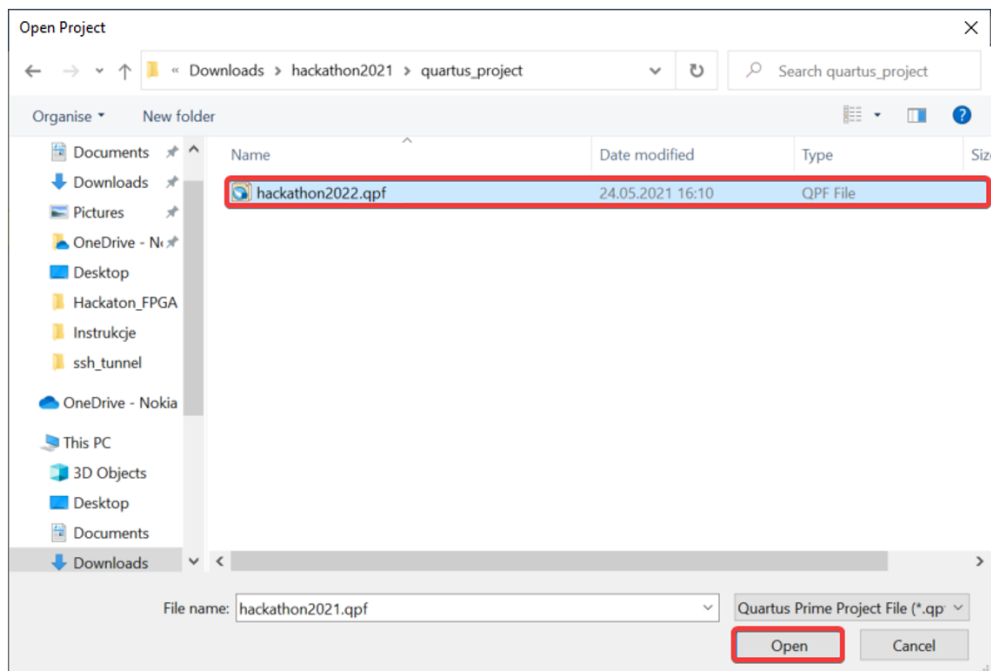 Open Project
« Downloads > hackathon2021 > quartus_project
Search quartus_project
Organise
New folder
Name
Date modified
Type
Size
hackathon2022.qpf
24.05.2021 16:10
QPF File
Documents
Downloads
Pictures
OneDrive - N
Desktop
Hackaton_FPGA
Instrukcje
ssh_tunnel
OneDrive - Nokia
This PC
3D Objects
Desktop
Documents
Downloads
File name: hackathon2021.qpf
Quartus Prime Project File (*.qp
Open
Cancel